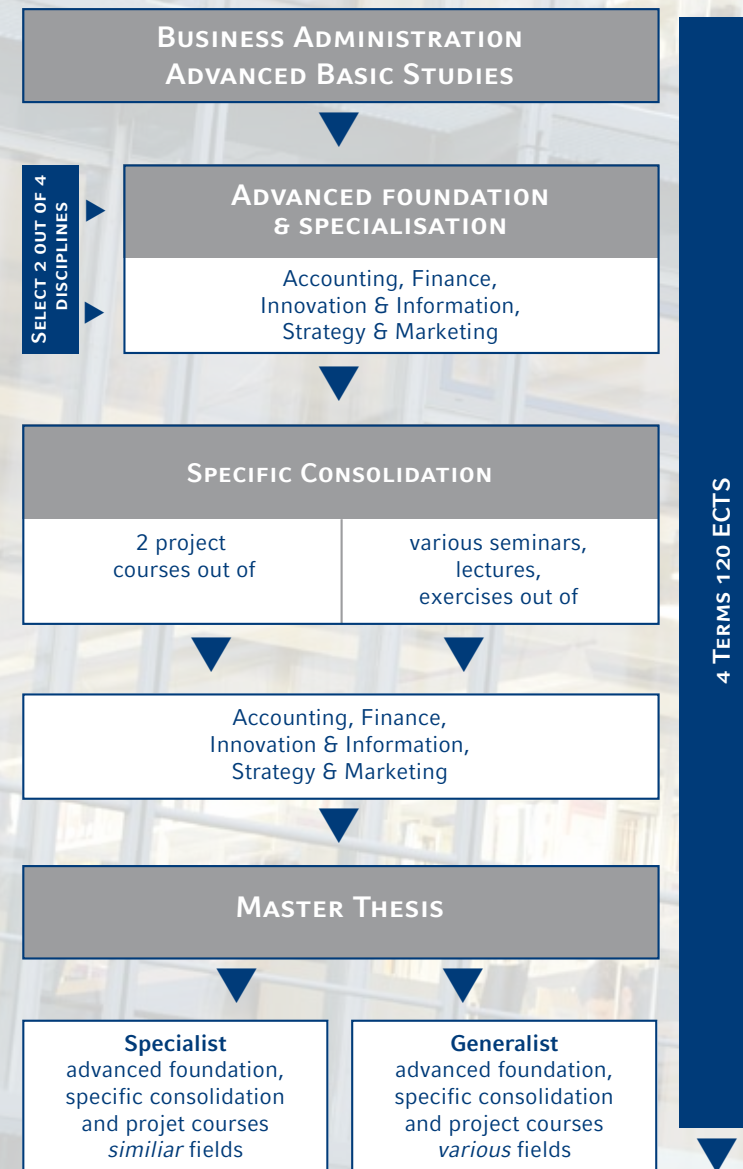 Business Administration
Advanced Basic Studies
Select 2 out of 4
disciplines
Advanced foundation
& specialisation
Accounting, Finance,
Innovation & Information,
Strategy & Marketing
Specific Consolidation
2 project
courses out of
various seminars,
lectures,
exercises out of
Accounting, Finance,
Innovation & Information,
Strategy & Marketing
Master Thesis
Specialist
advanced foundation,
specific consolidation
and projet courses
similiar fields
Generalist
advanced foundation,
specific consolidation
and project courses
various fields
4 Terms 120 ECTS